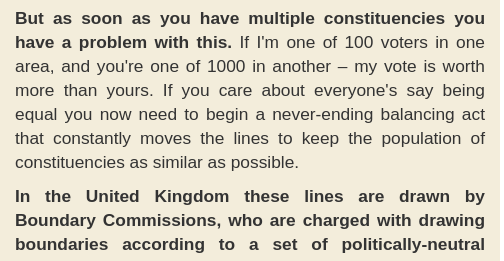 But as soon as you have multiple constituencies you
have a problem with this. If I'm one of 100 voters in one
area, and you're one of 1000 in another – my vote is worth
more than yours. If you care about everyone's say being
equal you now need to begin a never-ending balancing act
that constantly moves the lines to keep the population of
constituencies as similar as possible.
In the United Kingdom these lines are drawn by
Boundary Commissions, who are charged with drawing
boundaries according to a set of politically-neutral